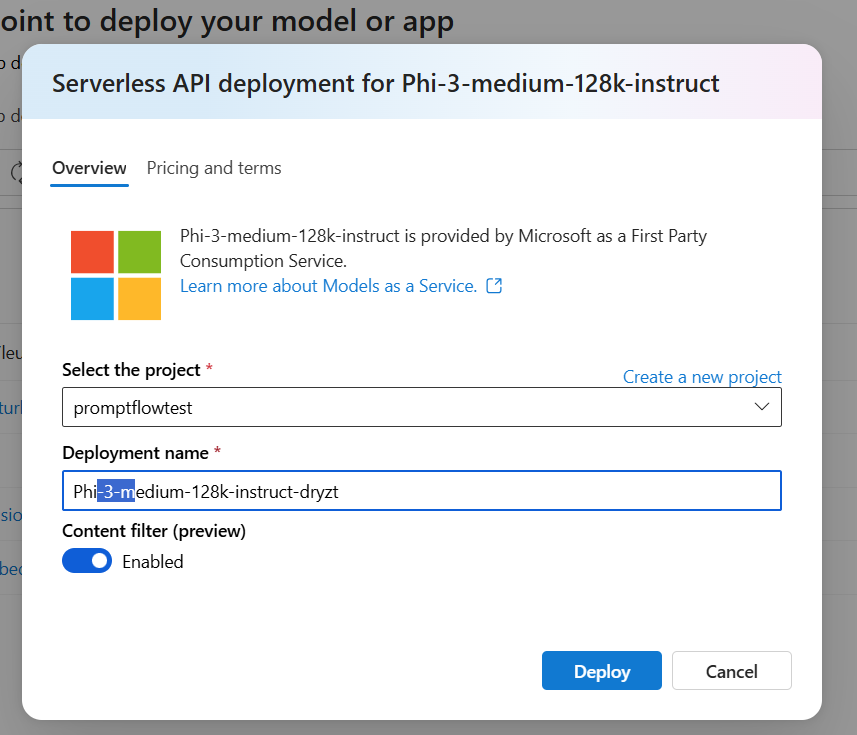 oint to deploy your model or app
Serverless API deployment for Phi-3-medium-128k-instruct
Overview Pricing and terms
Phi-3-medium-128k-instruct is provided by Microsoft as a First Party
Consumption Service.
Learn more about Models as a Service.
Select the project *
Create a new project
promptflowtest
Deployment name *
Phi-3-medium-128k-instruct-dryzt
Content filter (preview)
Enabled
Deploy Cancel